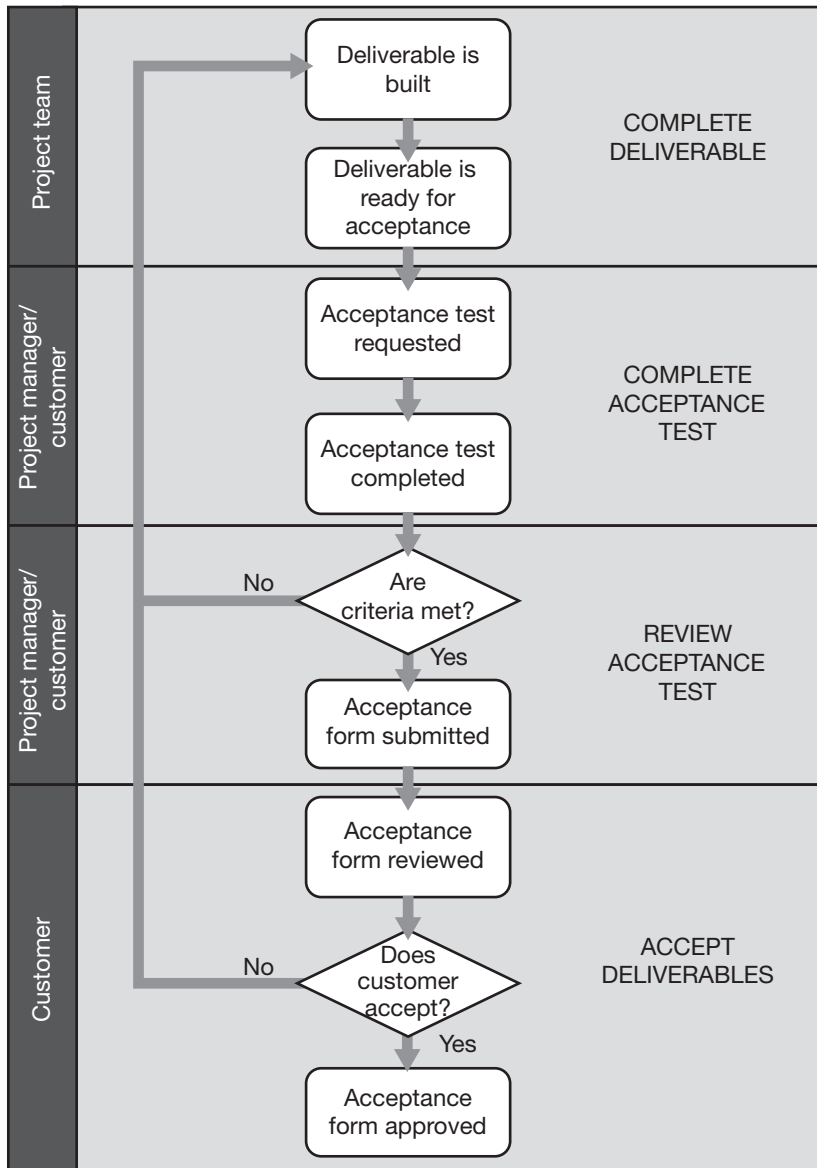 Project team
Deliverable is
built
Deliverable is
ready for
acceptance
COMPLETE
DELIVERABLE
Project manager/
customer
Acceptance test
requested
Acceptance test
completed
COMPLETE
ACCEPTANCE
TEST
Project manager/
customer
No
Are
criteria met?
Yes
Acceptance
form submitted
REVIEW
ACCEPTANCE
TEST
Customer
Acceptance
form reviewed
No
Does
customer
accept?
Yes
Acceptance
form approved
ACCEPT
DELIVERABLES